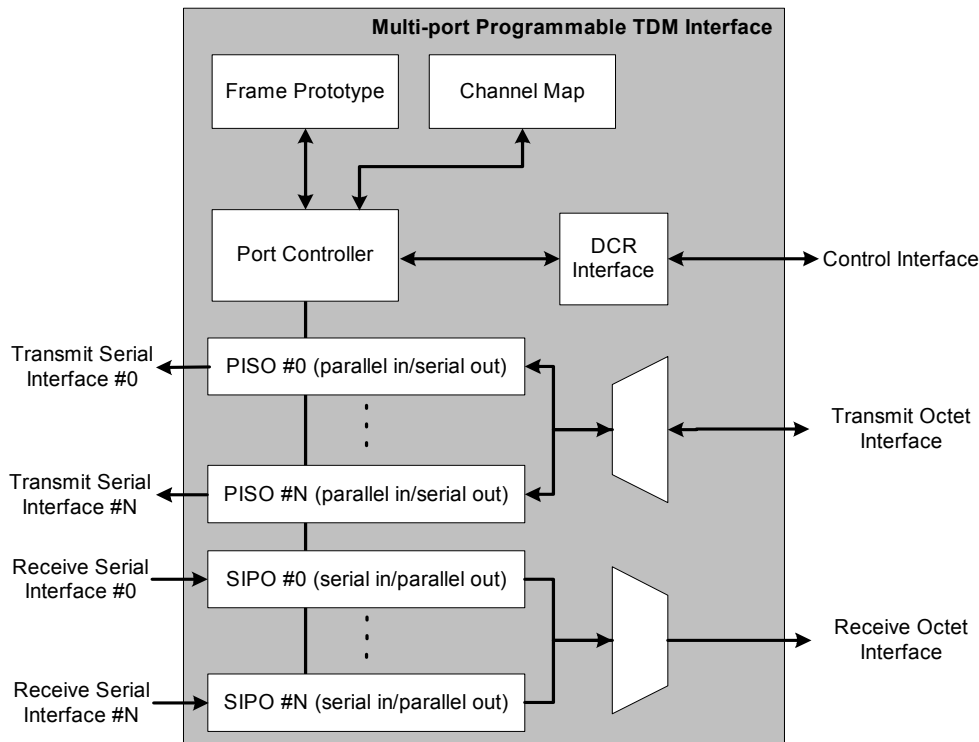 Multi-port Programmable TDM Interface
Frame Prototype
Channel Map
Port Controller
DCR
Interface
Control Interface
Transmit Serial
Interface #0
PISO #0 (parallel in/serial out)
Transmit Octet
Interface
Transmit Serial
Interface #N
PISO #N (parallel in/serial out)
Receive Serial
Interface #0
SIPO #0 (serial in/parallel out)
Receive Octet
Interface
Receive Serial
Interface #N
SIPO #N (serial in/parallel out)